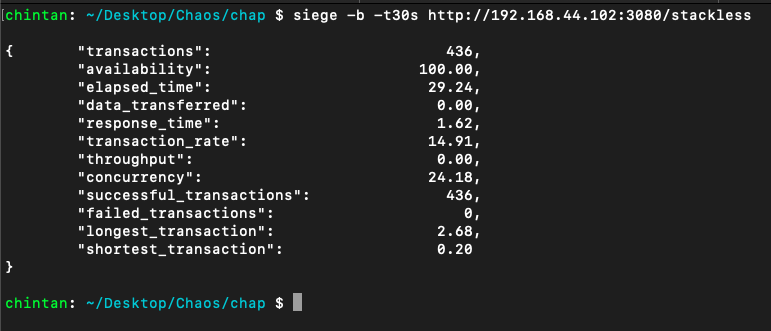 chintan: ~/Desktop/Chaos/chap $ siege -b -t30s http://192.168.44.102:3080/stackless
{ "transactions": 436,
"availability": 100.00,
"elapsed_time": 29.24,
"data_transferred": 0.00,
"response_time": 1.62,
"transaction_rate": 14.91,
"throughput": 0.00,
"concurrency": 24.18,
"successful_transactions": 436,
"failed_transactions": 0,
"longest_transaction": 2.68,
"shortest_transaction": 0.20
}
chintan: ~/Desktop/Chaos/chap $